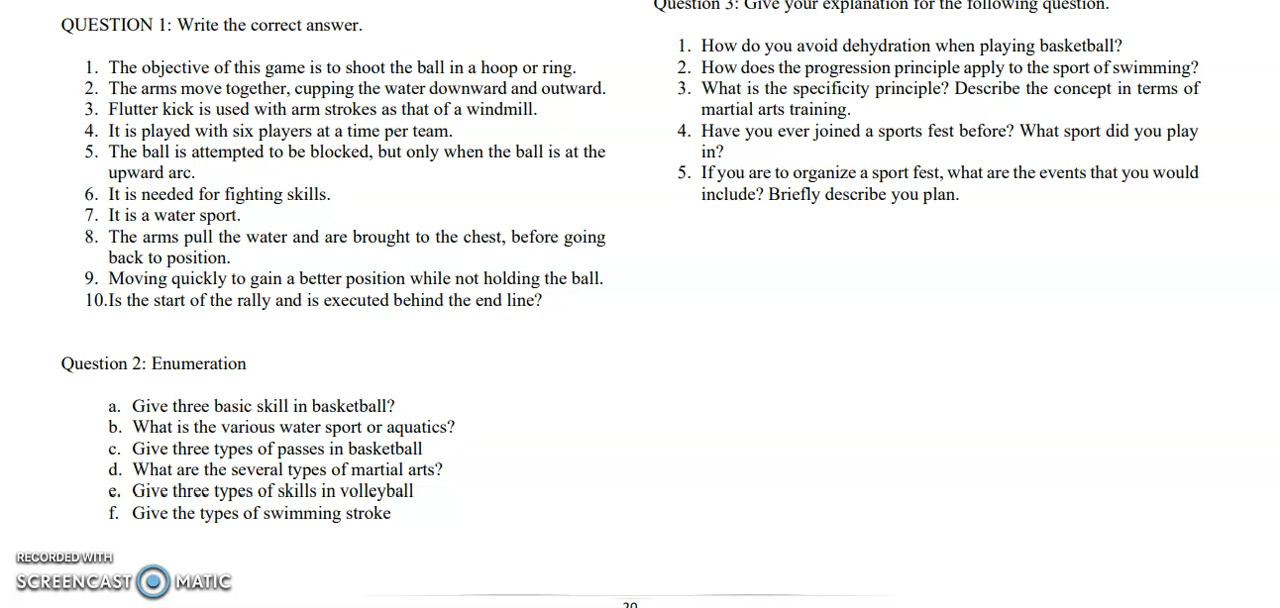 QUESTION 1: Write the correct answer.
1. The objective of this game is to shoot the ball in a hoop or ring.
2. The arms move together, cupping the water downward and outward.
3. Flutter kick is used with arm strokes as that of a windmill.
4. It is played with six players at a time per team.
5. The ball is attempted to be blocked, but only when the ball is at the
upward arc.
6. It is needed for fighting skills.
7. It is a water sport.
8. The arms pull the water and are brought to the chest, before going
back to position.
9. Moving quickly to gain a better position while not holding the ball.
10.Is the start of the rally and is executed behind the end line?
Question 2: Enumeration
a. Give three basic skill in basketball?
b. What is the various water sport or aquatics?
c. Give three types of passes in basketball
d. What are the several types of martial arts?
e. Give three types of skills in volleyball
f. Give the types of swimming stroke
Question 3: Give your explanation for the following question.
1. How do you avoid dehydration when playing basketball?
2. How does the progression principle apply to the sport of swimming?
3. What is the specificity principle? Describe the concept in terms of
martial arts training.
4. Have you ever joined a sports fest before? What sport did you play
in?
5. If you are to organize a sport fest, what are the events that you would
include? Briefly describe you plan.
RECORDED WITH
SCREENCAST MATIC
20